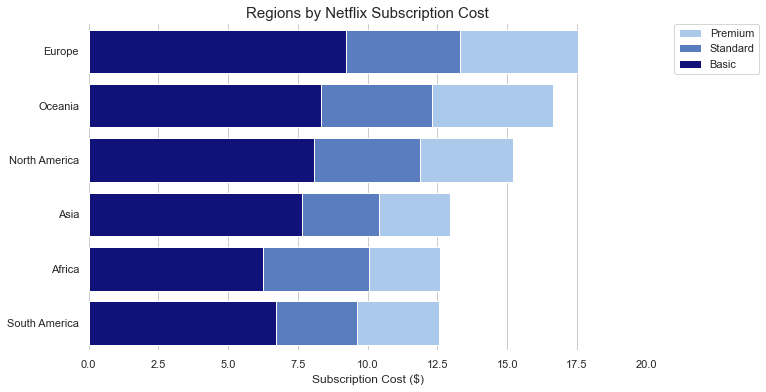 Regions by Netflix Subscription Cost
Premium
Standard
Basic
Europe
Oceania
North America
Asia
Africa
South America
0.0 2.5 5.0 7.5 10.0 12.5 15.0 17.5 20.0
Subscription Cost ($)